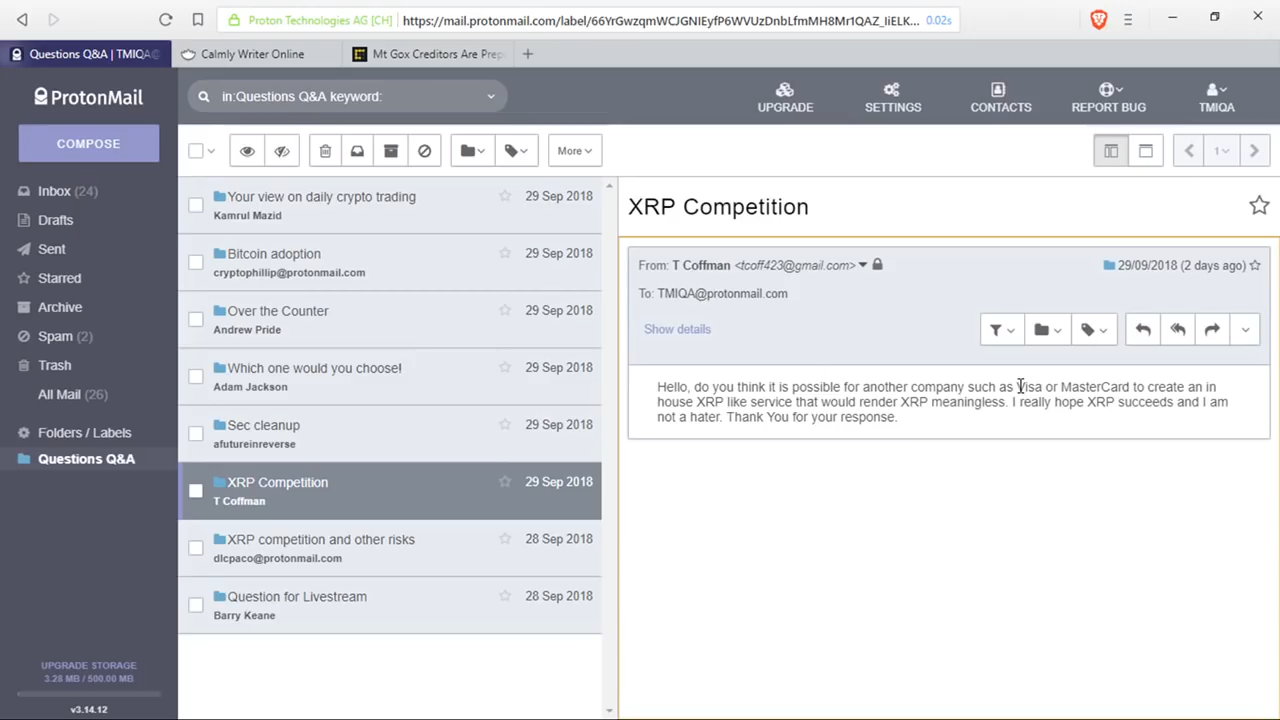 Proton Technologies AG [CH]
https://mail.protonmail.com/label/66YrGwzqmWCJGNIEyfP6WVUzDnbLfmMH8Mr1QAZ_IiELK...
0.02s
Questions Q&A | TMIQA@
Calmly Writer Online
Mt Gox Creditors Are Prep
ProtonMail
in:Questions Q&A keyword:
UPGRADE
SETTINGS
CONTACTS
REPORT BUG
TMIQA
COMPOSE
More
1
Inbox (24)
Drafts
Sent
Starred
Archive
Spam (2)
Trash
All Mail (26)
Folders / Labels
Questions Q&A
UPGRADE STORAGE
3.28 MB / 500.00 MB
v3.14.12
Your view on daily crypto trading 29 Sep 2018
Kamrul Mazid
Bitcoin adoption 29 Sep 2018
cryptophillip@protonmail.com
Over the Counter 29 Sep 2018
Andrew Pride
Which one would you choose! 29 Sep 2018
Adam Jackson
Sec cleanup 29 Sep 2018
afutureinreverse
XRP Competition 29 Sep 2018
T Coffman
XRP competition and other risks 28 Sep 2018
dlcpaco@protonmail.com
Question for Livestream 28 Sep 2018
Barry Keane
XRP Competition
From: T Coffman <tcoff423@gmail.com> 29/09/2018 (2 days ago)
To: TMIQA@protonmail.com
Show details
Hello, do you think it is possible for another company such as Visa or MasterCard to create an in
house XRP like service that would render XRP meaningless. I really hope XRP succeeds and I am
not a hater. Thank You for your response.